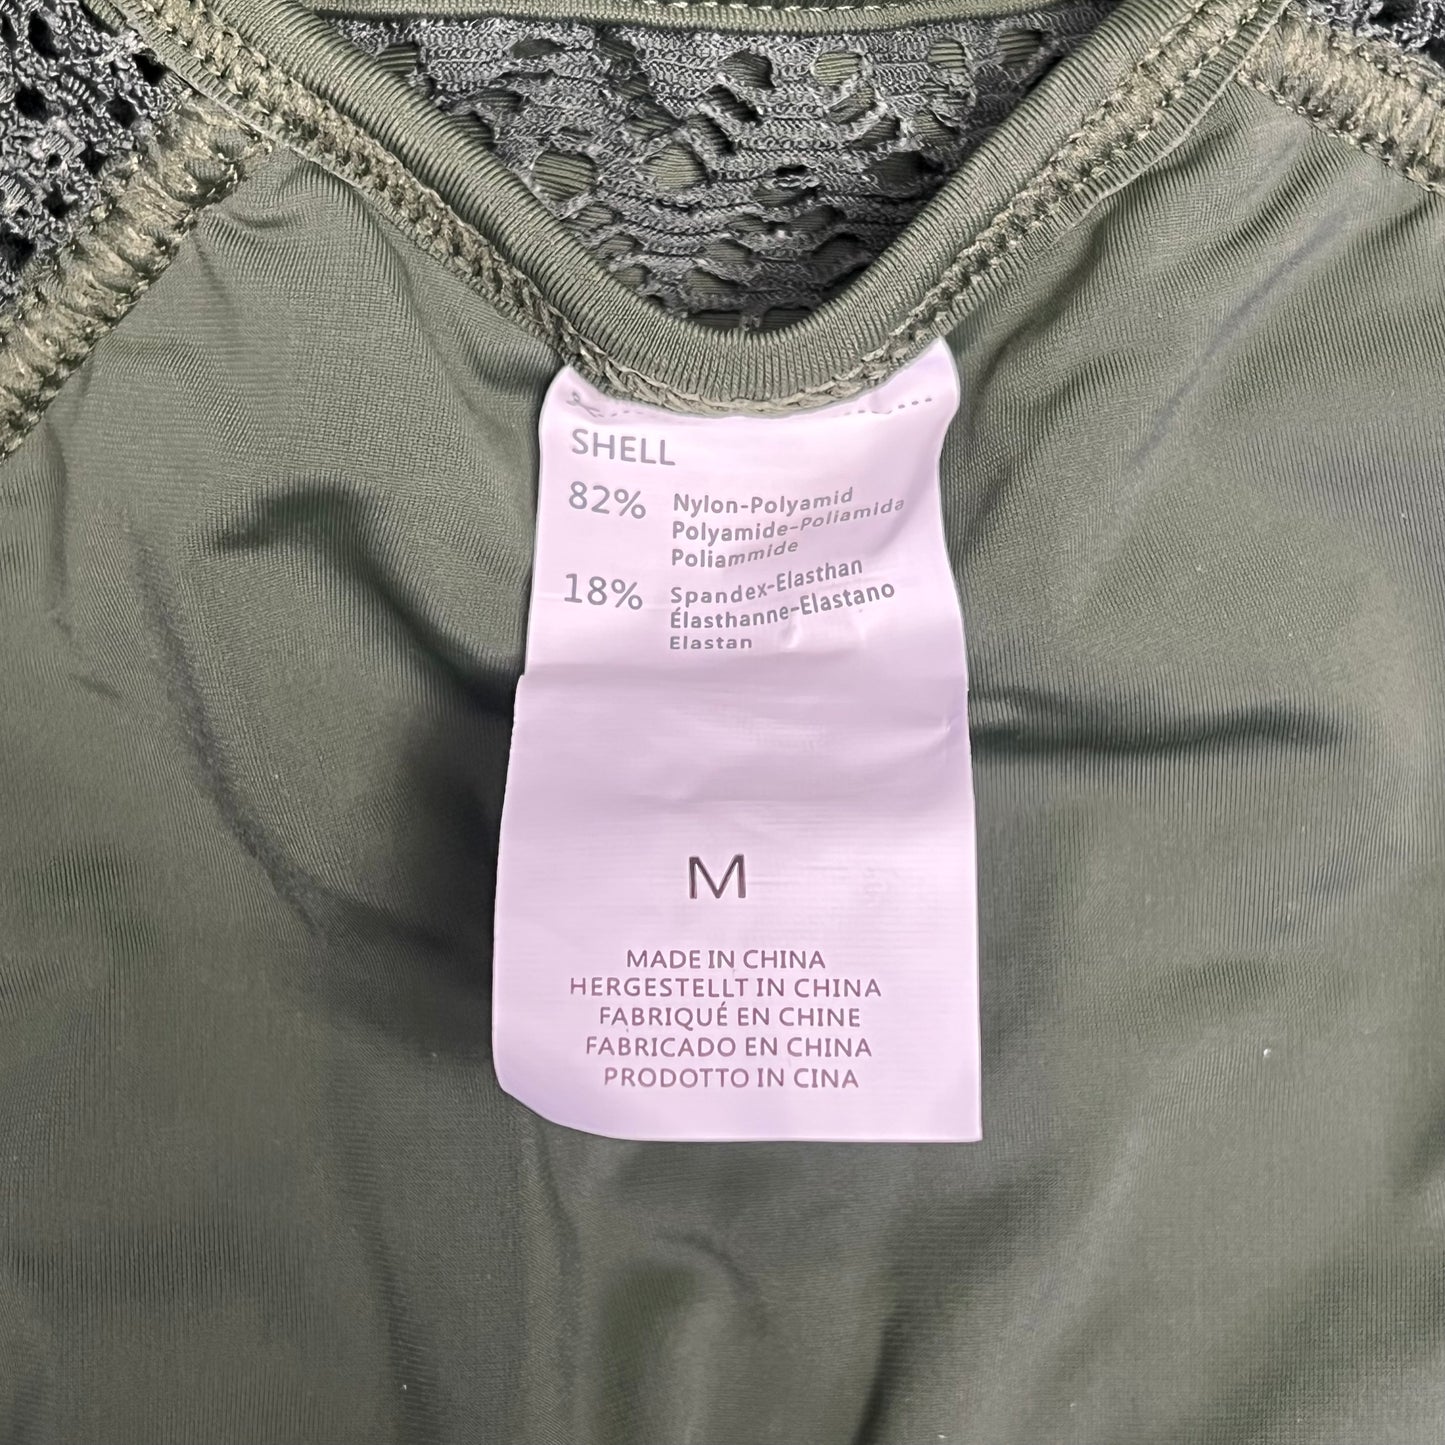 SHELL
82% Nylon-Polyamid
Polyamide-Poliamida
Poliammide
18% Spandex-Elasthan
Élasthanne-Elastano
Elastan
M
MADE IN CHINA
HERGESTELLT IN CHINA
FABRIQUÉ EN CHINE
FABRICADO EN CHINA
PRODOTTO IN CINA